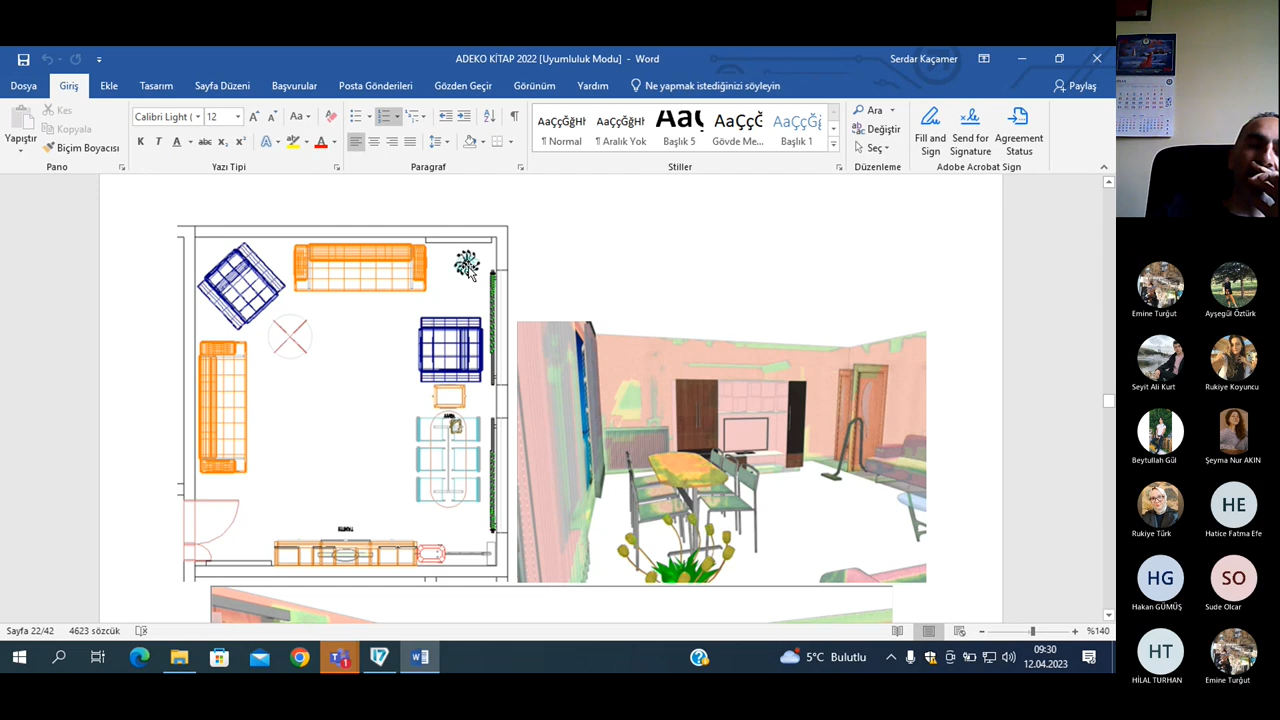 ADEKO KİTAP 2022 [Uyumluluk Modu] - Word
Serdar Kaçamer
Dosya
Giriş
Ekle
Tasarım
Sayfa Düzeni
Başvurular
Posta Gönderileri
Gözden Geçir
Görünüm
Yardım
Ne yapmak istediğinizi söyleyin
Paylaş
Yapıştır
Kes
Kopyala
Biçim Boyacısı
Pano
Calibri Light (
12
Yazı Tipi
Paragraf
AaÇçĞğHı
¶ Normal
AaÇçĞğHı
¶ Aralık Yok
AaÇç
Başlık 5
AaÇçĞ
Gövde Me...
AaÇçĞğ
Başlık 1
Stiller
Ara
Değiştir
Seç
Düzenleme
Fill and Sign
Send for Signature
Agreement Status
Adobe Acrobat Sign
Sayfa 22/42
4623 sözcük
%140
5°C Bulutlu
09:30
12.04.2023
Emine Turğut
Ayşegül Öztürk
Seyit Ali Kurt
Rukiye Koyuncu
Beytullah Gül
Şeyma Nur AKIN
Rukiye Türk
HE
Hatice Fatma Efe
HG
Hakan GÜMÜŞ
SO
Sude Olcar
HT
HİLAL TURHAN
Emine Turğut